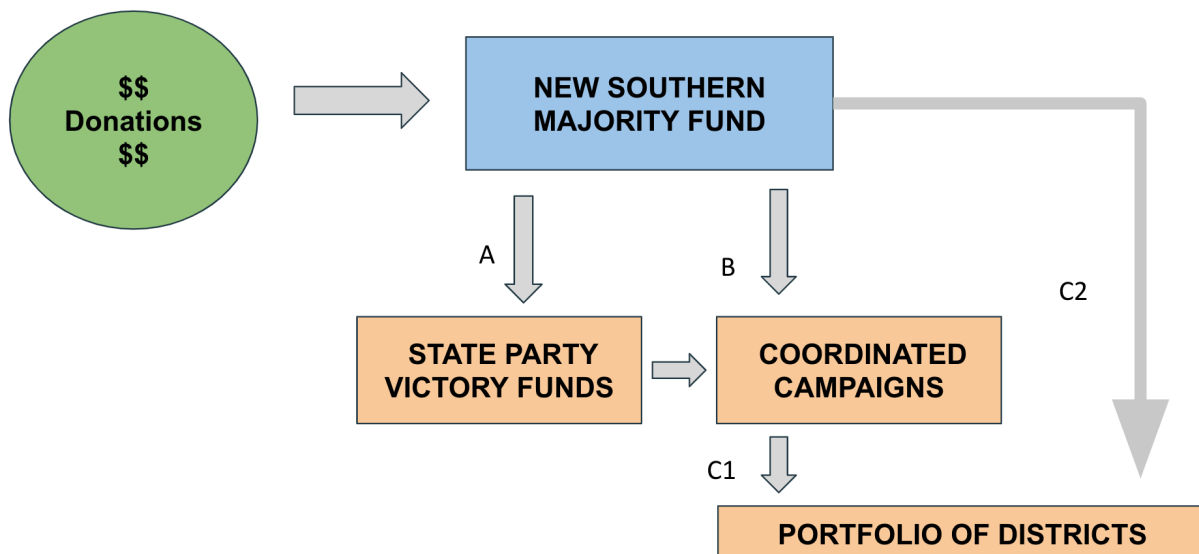 $$
Donations
$$
NEW SOUTHERN
MAJORITY FUND
A
B
C2
STATE PARTY
VICTORY FUNDS
COORDINATED
CAMPAIGNS
C1
PORTFOLIO OF DISTRICTS